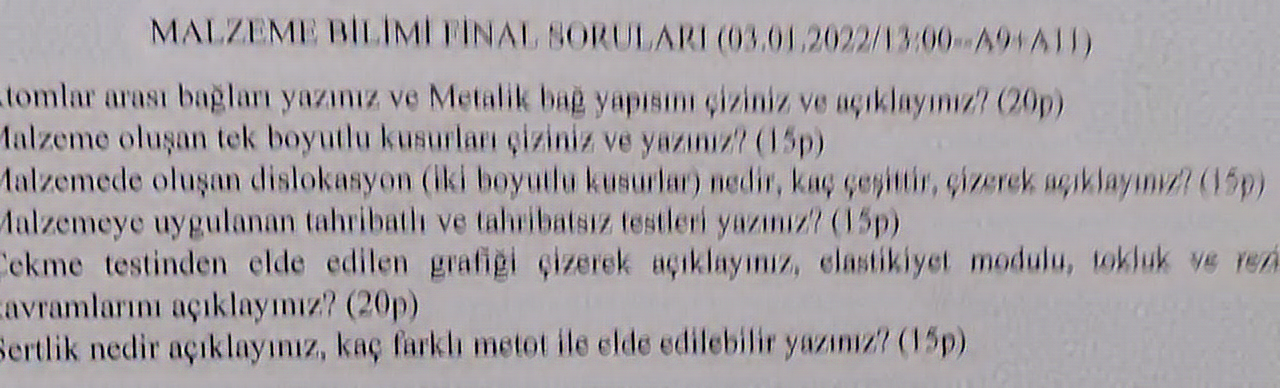 MALZEME BİLİMİ FİNAL SORULARI (03.01.2022/13:00--A9+A11)
tomlar arası bağları yazınız ve Metalik bağ yapısını çiziniz ve açıklayınız? (20p)
Malzeme oluşan tek boyutlu kusurları çiziniz ve yazınız? (15p)
Malzemede oluşan dislokasyon (iki boyutlu kusurlar) nedir, kaç çeşittir, çizerek açıklayınız? (15p)
Malzemeye uygulanan tahribatlı ve tahribatsız testleri yazınız? (15p)
Çekme testinden elde edilen grafiği çizerek açıklayınız, elastikiyet modulu, tokluk ve rezi
kavramlarını açıklayınız? (20p)
Sertlik nedir açıklayınız, kaç farklı metot ile elde edilebilir yazınız? (15p)